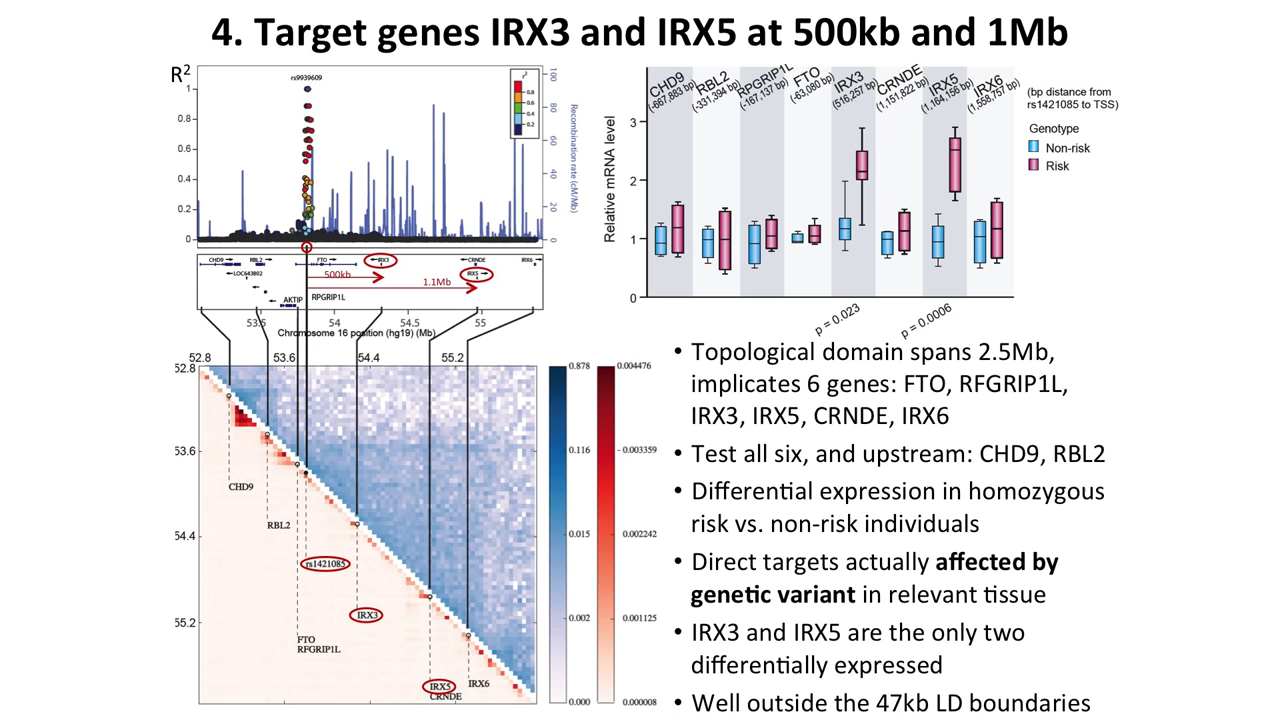 4. Target genes IRX3 and IRX5 at 500kb and 1Mb
R²
rs9939609
r²
0.8
0.6
0.4
0.2
1
0.8
0.6
0.4
0.2
0
100
80
60
40
20
0
Recombination rate (cM/Mb)
CHD9
RBL2
FTO
IRX3
CRNDE
IRX6
LOC643802
IRX5
500kb
1.1Mb
AKTIP
RPGRIP1L
53.5
54
54.5
55
Chromosome 16 position (hg19) (Mb)
52.8
53.6
54.4
55.2
52.8
53.6
54.4
55.2
CHD9
RBL2
rs1421085
IRX3
FTO
RFGRIP1L
IRX5
CRNDE
IRX6
0.878
0.116
0.015
0.002
0.000
0.004476
0.003359
0.002242
0.001125
0.000008
CHD9
(-667,883 bp)
RBL2
(-331,394 bp)
RPGRIP1L
(-167,137 bp)
FTO
(-63,080 bp)
IRX3
(516,257 bp)
CRNDE
(1,151,822 bp)
IRX5
(1,164,156 bp)
IRX6
(1,558,757 bp)
(bp distance from
rs1421085 to TSS)
Genotype
Non-risk
Risk
Relative mRNA level
3
2
1
0
p = 0.023
p = 0.0006
• Topological domain spans 2.5Mb,
implicates 6 genes: FTO, RFGRIP1L,
IRX3, IRX5, CRNDE, IRX6
• Test all six, and upstream: CHD9, RBL2
• Differential expression in homozygous
risk vs. non-risk individuals
• Direct targets actually affected by
genetic variant in relevant tissue
• IRX3 and IRX5 are the only two
differentially expressed
• Well outside the 47kb LD boundaries